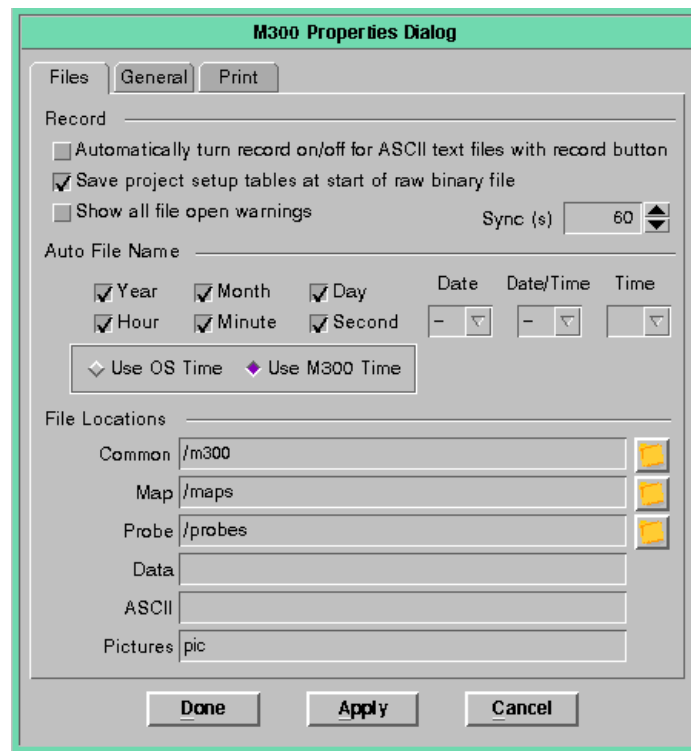 M300 Properties Dialog
Files General Print
Record
Automatically turn record on/off for ASCII text files with record button
Save project setup tables at start of raw binary file
Show all file open warnings
Sync (s) 60
Auto File Name
Year Month Day Date Date/Time Time
Hour Minute Second - -
Use OS Time Use M300 Time
File Locations
Common /m300
Map /maps
Probe /probes
Data
ASCII
Pictures pic
Done Apply Cancel